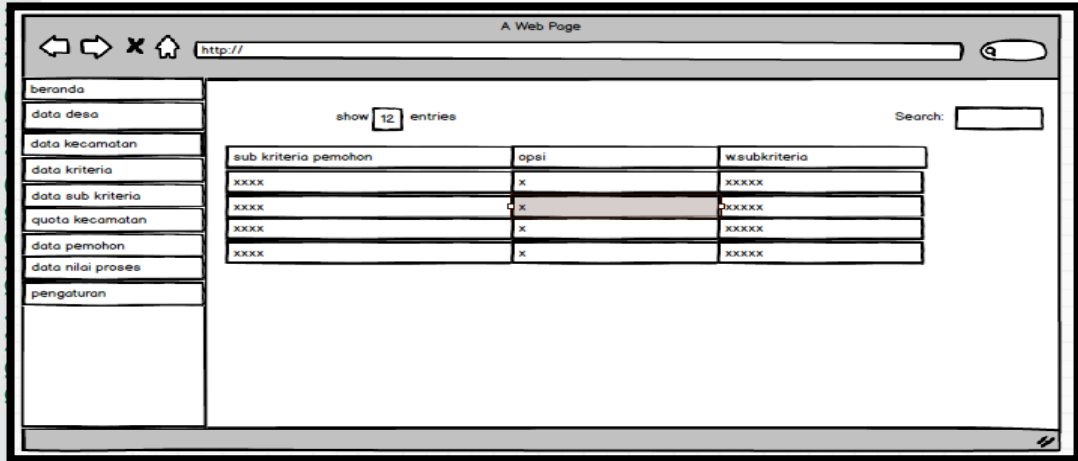 A Web Page
http://
beranda
data desa
data kecamatan
data kriteria
data sub kriteria
quota kecamatan
data pemohon
data nilai proses
pengaturan
show 12 entries
Search:
sub kriteria pemohon opsi w.subkriteria
xxxx x xxxxx
xxxx x xxxxx
xxxx x xxxxx
xxxx x xxxxx